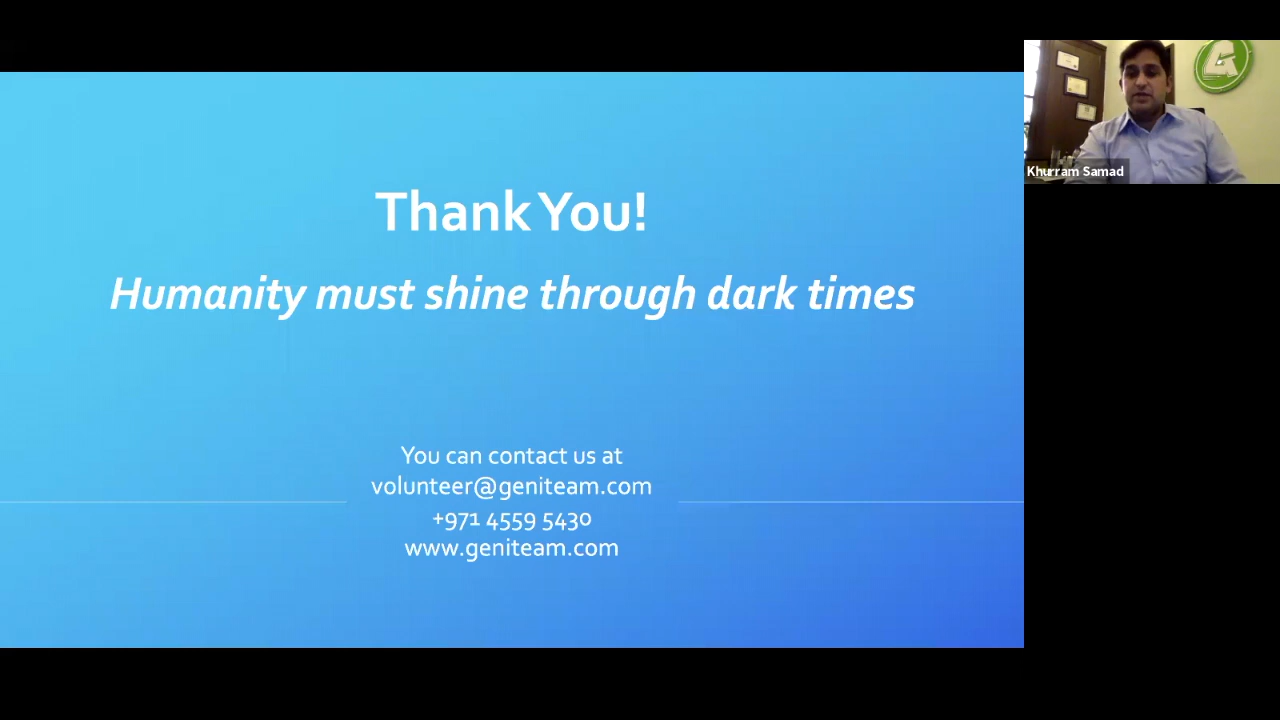 Thank You!
Humanity must shine through dark times
You can contact us at
volunteer@geniteam.com
+971 4559 5430
www.geniteam.com
Khurram Samad